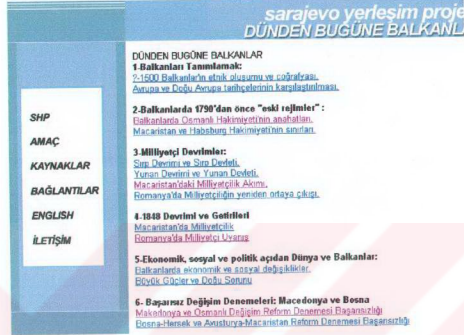 sarajevo yerleşim proje
DÜNDEN BUGÜNE BALKANLA
SHP
AMAÇ
KAYNAKLAR
BAĞLANTILAR
ENGLISH
İLETİŞİM
DÜNDEN BUGÜNE BALKANLAR
1-Balkanları Tanımlamak:
?-1500 Balkanlar'ın etnik oluşumu ve coğrafyası.
Avrupa ve Doğu Avrupa tarihçelerinin karşılaştırılması.
2-Balkanlarda 1790'dan önce "eski rejimler" :
Balkanlarda Osmanlı Hakimiyeti'nin anahatları.
Macaristan ve Habsburg Hakimiyeti'nin sınırları.
3-Milliyetçi Devrimler:
Sırp Devrimi ve Sırp Devleti.
Yunan Devrimi ve Yunan Devleti.
Macaristan'daki Milliyetçilik Akımı.
Romanya'da Milliyetçiliğin yeniden ortaya çıkışı.
4-1848 Devrimi ve Getirileri
Macaristan'da Milliyetçilik
Romanya'da Milliyetçi Uyanış
5-Ekonomik, sosyal ve politik açıdan Dünya ve Balkanlar:
Balkanlarda ekonomik ve sosyal değişiklikler.
Büyük Güçler ve Doğu Sorunu
6- Başarısız Değişim Denemeleri: Macedonya ve Bosna
Makedonya ve Osmanlı Değişim Reform Denemesi Başarısızlığı
Bosna-Hersek ve Avusturya-Macaristan Reform Denemesi Başarısızlığı